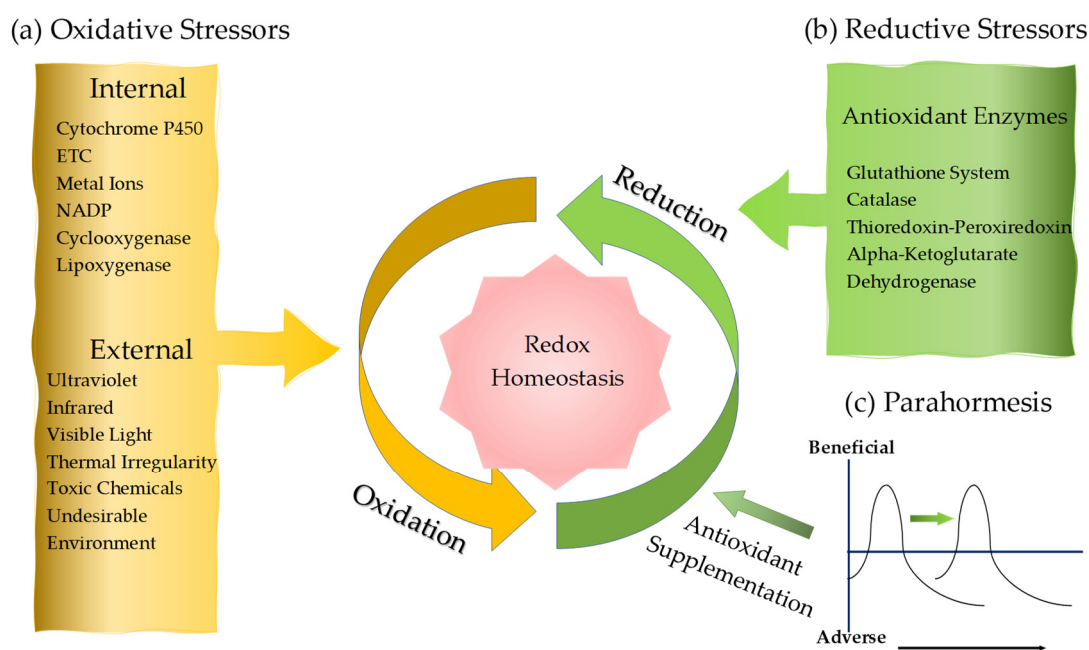 (a) Oxidative Stressors
Internal
Cytochrome P450
ETC
Metal Ions
NADP
Cyclooxygenase
Lipoxygenase
External
Ultraviolet
Infrared
Visible Light
Thermal Irregularity
Toxic Chemicals
Undesirable
Environment
Reduction
Redox
Homeostasis
Oxidation
(b) Reductive Stressors
Antioxidant Enzymes
Glutathione System
Catalase
Thioredoxin-Peroxiredoxin
Alpha-Ketoglutarate
Dehydrogenase
Antioxidant
Supplementation
(c) Parahormesis
Beneficial
Adverse